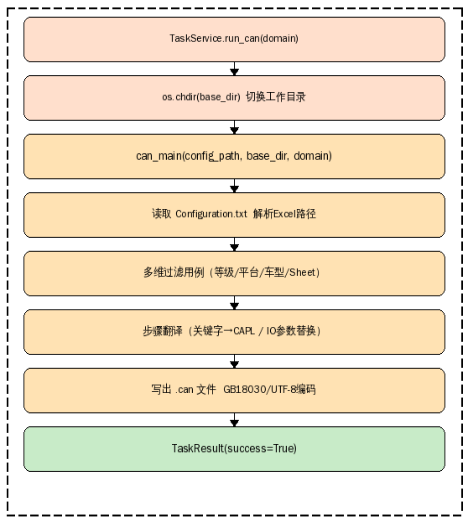 TaskService.run_can(domain)
os.chdir(base_dir) 切换工作目录
can_main(config_path, base_dir, domain)
读取 Configuration.txt 解析Excel路径
多维过滤用例（等级/平台/车型/Sheet）
步骤翻译（关键字→CAPL / IO参数替换）
写出 .can 文件 GB18030/UTF-8编码
TaskResult(success=True)